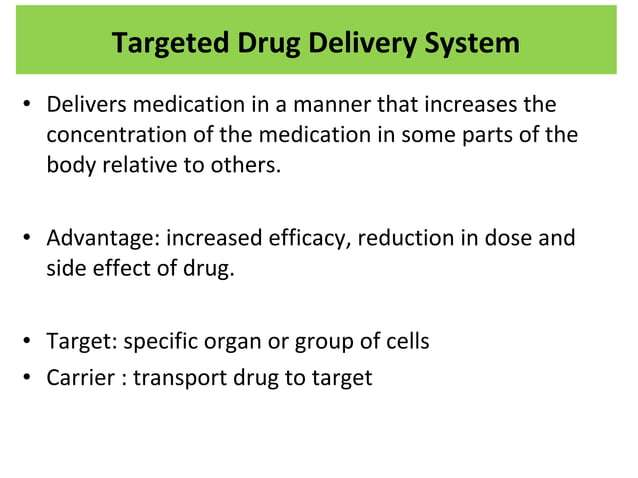 Targeted Drug Delivery System
• Delivers medication in a manner that increases the
concentration of the medication in some parts of the
body relative to others.
• Advantage: increased efficacy, reduction in dose and
side effect of drug.
• Target: specific organ or group of cells
• Carrier : transport drug to target